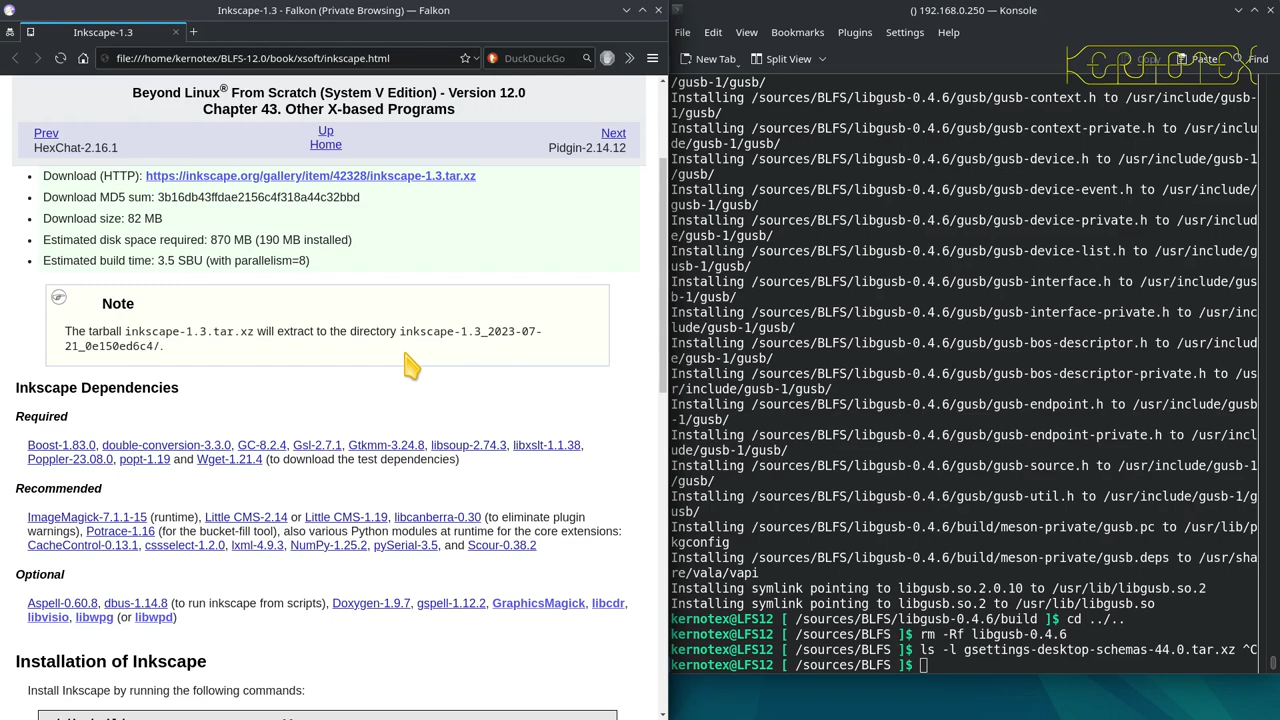 Inkscape-1.3 - Falkon (Private Browsing) — Falkon
Inkscape-1.3
file:///home/kernotex/BLFS-12.0/book/xsoft/inkscape.html
DuckDuckGo
Beyond Linux® From Scratch (System V Edition) - Version 12.0
Chapter 43. Other X-based Programs
Prev
Up
Next
HexChat-2.16.1
Home
Pidgin-2.14.12
Download (HTTP): https://inkscape.org/gallery/item/42328/inkscape-1.3.tar.xz
Download MD5 sum: 3b16db43ffdae2156c4f318a44c32bbd
Download size: 82 MB
Estimated disk space required: 870 MB (190 MB installed)
Estimated build time: 3.5 SBU (with parallelism=8)
Note
The tarball inkscape-1.3.tar.xz will extract to the directory inkscape-1.3_2023-07-
21_0e150ed6c4/.
Inkscape Dependencies
Required
Boost-1.83.0, double-conversion-3.3.0, GC-8.2.4, Gsl-2.7.1, Gtkmm-3.24.8, libsoup-2.74.3, libxslt-1.1.38,
Poppler-23.08.0, popt-1.19 and Wget-1.21.4 (to download the test dependencies)
Recommended
ImageMagick-7.1.1-15 (runtime), Little CMS-2.14 or Little CMS-1.19, libcanberra-0.30 (to eliminate plugin
warnings), Potrace-1.16 (for the bucket-fill tool), also various Python modules at runtime for the core extensions:
CacheControl-0.13.1, cssselect-1.2.0, lxml-4.9.3, NumPy-1.25.2, pySerial-3.5, and Scour-0.38.2
Optional
Aspell-0.60.8, dbus-1.14.8 (to run inkscape from scripts), Doxygen-1.9.7, gspell-1.12.2, GraphicsMagick, libcdr,
libvisio, libwpg (or libwpd)
Installation of Inkscape
Install Inkscape by running the following commands:
() 192.168.0.250 — Konsole
File Edit View Bookmarks Plugins Settings Help
New Tab Split View Copy Paste Find
KERNOTEX
/gusb-1/gusb/
Installing /sources/BLFS/libgusb-0.4.6/gusb/gusb-context.h to /usr/include/gusb-
1/gusb/
Installing /sources/BLFS/libgusb-0.4.6/gusb/gusb-context-private.h to /usr/inclu
de/gusb-1/gusb/
Installing /sources/BLFS/libgusb-0.4.6/gusb/gusb-device.h to /usr/include/gusb-1
/gusb/
Installing /sources/BLFS/libgusb-0.4.6/gusb/gusb-device-event.h to /usr/include/
gusb-1/gusb/
Installing /sources/BLFS/libgusb-0.4.6/gusb/gusb-device-private.h to /usr/includ
e/gusb-1/gusb/
Installing /sources/BLFS/libgusb-0.4.6/gusb/gusb-device-list.h to /usr/include/g
usb-1/gusb/
Installing /sources/BLFS/libgusb-0.4.6/gusb/gusb-interface.h to /usr/include/gus
b-1/gusb/
Installing /sources/BLFS/libgusb-0.4.6/gusb/gusb-interface-private.h to /usr/inc
lude/gusb-1/gusb/
Installing /sources/BLFS/libgusb-0.4.6/gusb/gusb-bos-descriptor.h to /usr/includ
e/gusb-1/gusb/
Installing /sources/BLFS/libgusb-0.4.6/gusb/gusb-bos-descriptor-private.h to /us
r/include/gusb-1/gusb/
Installing /sources/BLFS/libgusb-0.4.6/gusb/gusb-endpoint.h to /usr/include/gusb
-1/gusb/
Installing /sources/BLFS/libgusb-0.4.6/gusb/gusb-endpoint-private.h to /usr/incl
ude/gusb-1/gusb/
Installing /sources/BLFS/libgusb-0.4.6/gusb/gusb-source.h to /usr/include/gusb-1
/gusb/
Installing /sources/BLFS/libgusb-0.4.6/gusb/gusb-util.h to /usr/include/gusb-1/g
usb/
Installing /sources/BLFS/libgusb-0.4.6/build/meson-private/gusb.pc to /usr/lib/p
kgconfig
Installing /sources/BLFS/libgusb-0.4.6/build/meson-private/gusb.deps to /usr/sha
re/vala/vapi
Installing symlink pointing to libgusb.so.2.0.10 to /usr/lib/libgusb.so.2
Installing symlink pointing to libgusb.so.2 to /usr/lib/libgusb.so
kernotex@LFS12 [ /sources/BLFS/libgusb-0.4.6/build ]$ cd ../..
kernotex@LFS12 [ /sources/BLFS ]$ rm -Rf libgusb-0.4.6
kernotex@LFS12 [ /sources/BLFS ]$ ls -l gsettings-desktop-schemas-44.0.tar.xz ^C
kernotex@LFS12 [ /sources/BLFS ]$